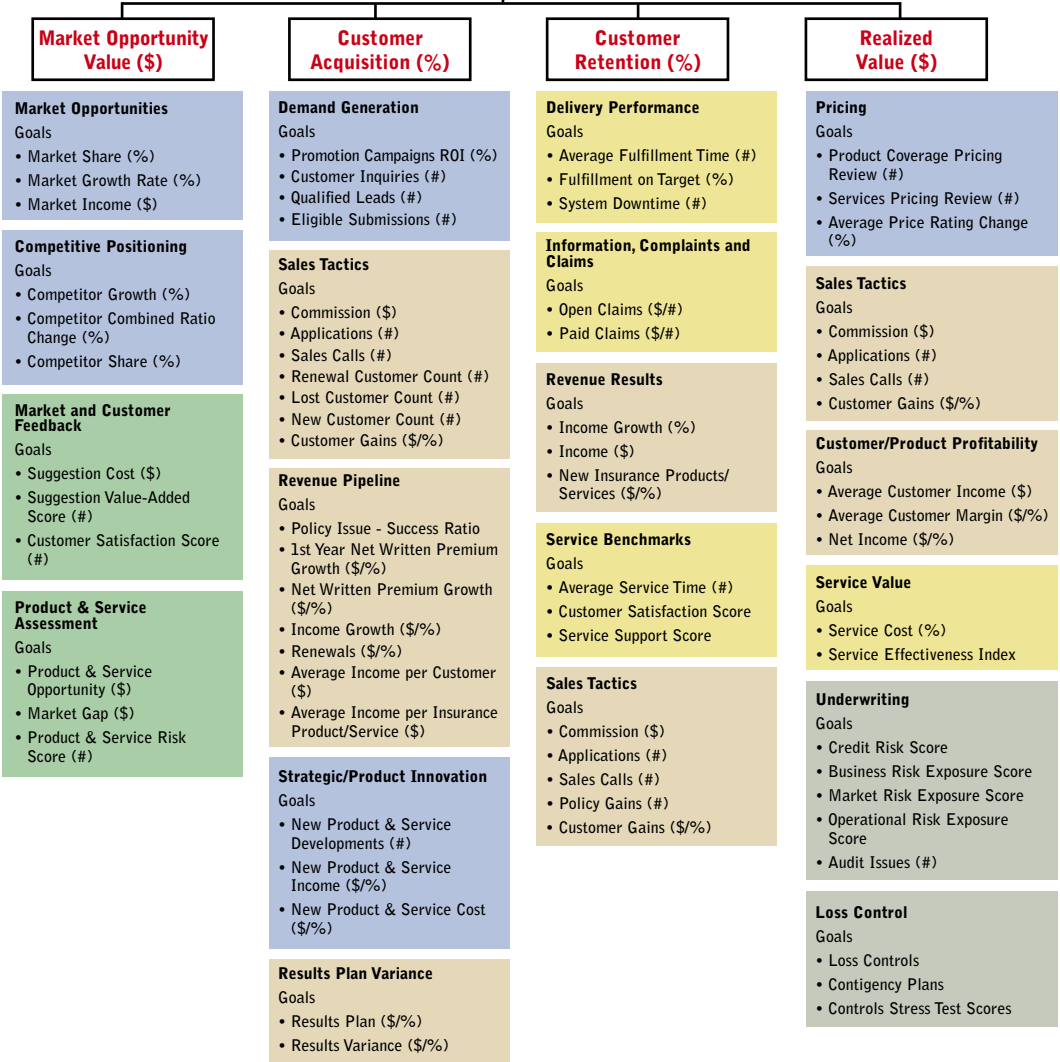 Market Opportunity
Value ($)
Market Opportunities
Goals
• Market Share (%)
• Market Growth Rate (%)
• Market Income ($)
Competitive Positioning
Goals
• Competitor Growth (%)
• Competitor Combined Ratio
Change (%)
• Competitor Share (%)
Market and Customer
Feedback
Goals
• Suggestion Cost ($)
• Suggestion Value-Added
Score (#)
• Customer Satisfaction Score
(#)
Product & Service
Assessment
Goals
• Product & Service
Opportunity ($)
• Market Gap ($)
• Product & Service Risk
Score (#)
Customer
Acquisition (%)
Demand Generation
Goals
• Promotion Campaigns ROI (%)
• Customer Inquiries (#)
• Qualified Leads (#)
• Eligible Submissions (#)
Sales Tactics
Goals
• Commission ($)
• Applications (#)
• Sales Calls (#)
• Renewal Customer Count (#)
• Lost Customer Count (#)
• New Customer Count (#)
• Customer Gains ($/%)
Revenue Pipeline
Goals
• Policy Issue - Success Ratio
• 1st Year Net Written Premium
Growth ($/%)
• Net Written Premium Growth
($/%)
• Income Growth ($/%)
• Renewals ($/%)
• Average Income per Customer
($)
• Average Income per Insurance
Product/Service ($)
Strategic/Product Innovation
Goals
• New Product & Service
Developments (#)
• New Product & Service
Income ($/%)
• New Product & Service Cost
($/%)
Results Plan Variance
Goals
• Results Plan ($/%)
• Results Variance ($/%)
Customer
Retention (%)
Delivery Performance
Goals
• Average Fulfillment Time (#)
• Fulfillment on Target (%)
• System Downtime (#)
Information, Complaints and
Claims
Goals
• Open Claims ($/#)
• Paid Claims ($/#)
Revenue Results
Goals
• Income Growth (%)
• Income ($)
• New Insurance Products/
Services ($/%)
Service Benchmarks
Goals
• Average Service Time (#)
• Customer Satisfaction Score
• Service Support Score
Sales Tactics
Goals
• Commission ($)
• Applications (#)
• Sales Calls (#)
• Policy Gains (#)
• Customer Gains ($/%)
Realized
Value ($)
Pricing
Goals
• Product Coverage Pricing
Review (#)
• Services Pricing Review (#)
• Average Price Rating Change
(%)
Sales Tactics
Goals
• Commission ($)
• Applications (#)
• Sales Calls (#)
• Customer Gains ($/%)
Customer/Product Profitability
Goals
• Average Customer Income ($)
• Average Customer Margin ($/%)
• Net Income ($/%)
Service Value
Goals
• Service Cost (%)
• Service Effectiveness Index
Underwriting
Goals
• Credit Risk Score
• Business Risk Exposure Score
• Market Risk Exposure Score
• Operational Risk Exposure
Score
• Audit Issues (#)
Loss Control
Goals
• Loss Controls
• Contigency Plans
• Controls Stress Test Scores